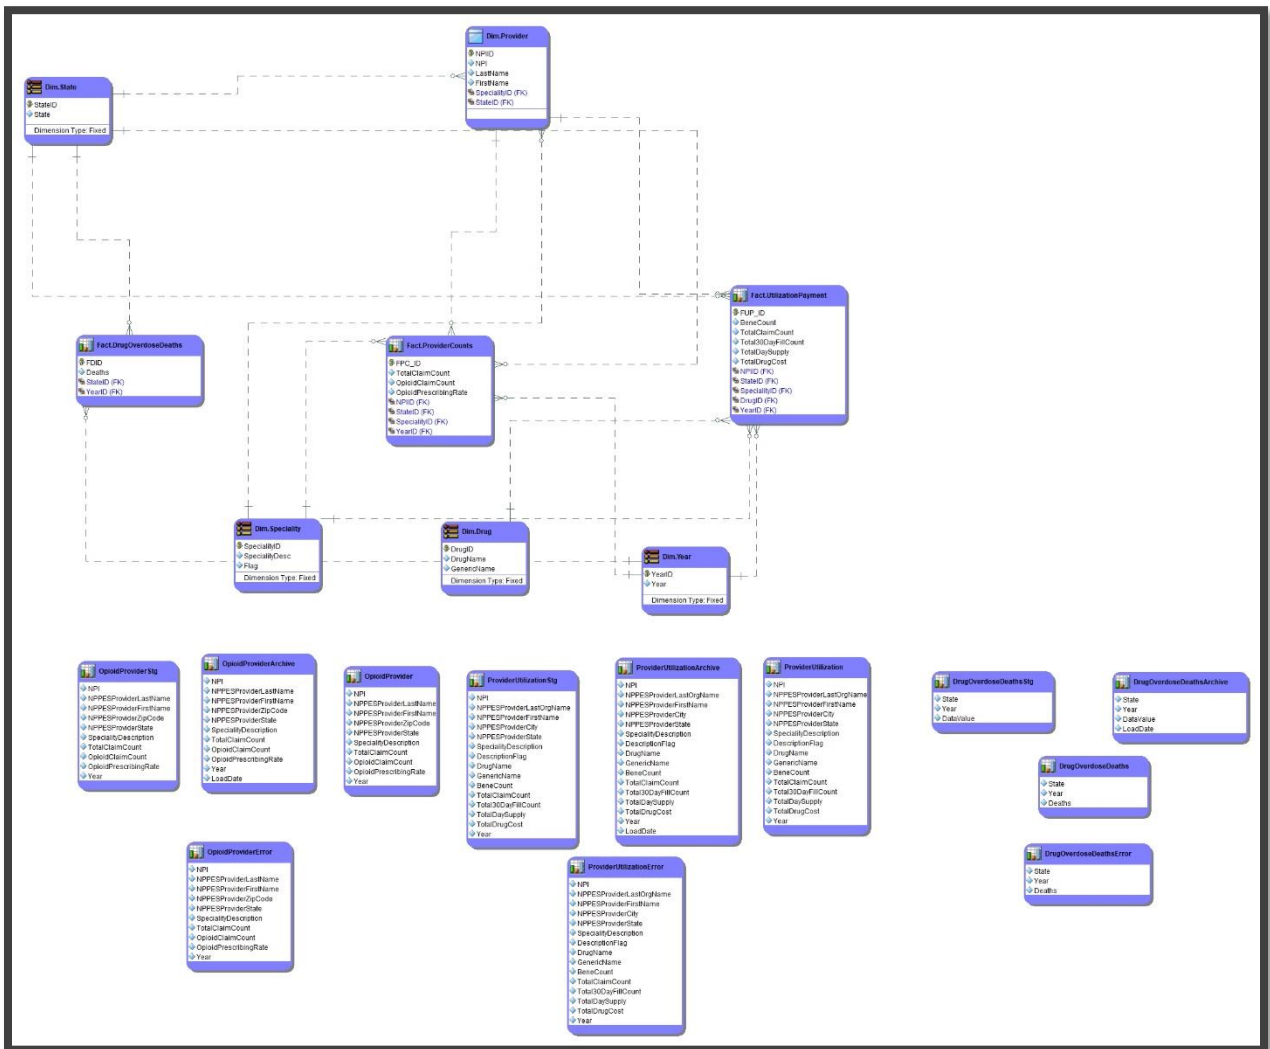 Dim.Provider
NPIID
NPI
LastName
FirstName
SpecialityID (FK)
StateID (FK)
Dim.State
StateID
State
Dimension Type: Fixed
Fact.UtilizationPayment
FUP_ID
BeneCount
TotalClaimCount
Total30DayFillCount
TotalDaySupply
TotalDrugCost
NPIID (FK)
StateID (FK)
SpecialityID (FK)
DrugID (FK)
YearID (FK)
Fact.DrugOverdoseDeaths
FDID
Deaths
StateID (FK)
YearID (FK)
Fact.ProviderCounts
FPC_ID
TotalClaimCount
OpioidClaimCount
OpioidPrescribingRate
NPIID (FK)
StateID (FK)
SpecialityID (FK)
YearID (FK)
Dim.Speciality
SpecialityID
SpecialityDesc
Flag
Dimension Type: Fixed
Dim.Drug
DrugID
DrugName
GenericName
Dimension Type: Fixed
Dim.Year
YearID
Year
Dimension Type: Fixed
OpioidProviderStg
NPI
NPPESProviderLastName
NPPESProviderFirstName
NPPESProviderZipCode
NPPESProviderState
SpecialityDescription
TotalClaimCount
OpioidClaimCount
OpioidPrescribingRate
Year
OpioidProviderArchive
NPI
NPPESProviderLastName
NPPESProviderFirstName
NPPESProviderZipCode
NPPESProviderState
SpecialityDescription
TotalClaimCount
OpioidClaimCount
OpioidPrescribingRate
Year
LoadDate
OpioidProvider
NPI
NPPESProviderLastName
NPPESProviderFirstName
NPPESProviderZipCode
NPPESProviderState
SpecialityDescription
TotalClaimCount
OpioidClaimCount
OpioidPrescribingRate
Year
ProviderUtilizationStg
NPI
NPPESProviderLastOrgName
NPPESProviderFirstName
NPPESProviderCity
NPPESProviderState
SpecialityDescription
DescriptionFlag
DrugName
GenericName
BeneCount
TotalClaimCount
Total30DayFillCount
TotalDaySupply
TotalDrugCost
Year
ProviderUtilizationArchive
NPI
NPPESProviderLastOrgName
NPPESProviderFirstName
NPPESProviderCity
NPPESProviderState
SpecialityDescription
DescriptionFlag
DrugName
GenericName
BeneCount
TotalClaimCount
Total30DayFillCount
TotalDaySupply
TotalDrugCost
Year
LoadDate
ProviderUtilization
NPI
NPPESProviderLastOrgName
NPPESProviderFirstName
NPPESProviderCity
NPPESProviderState
SpecialityDescription
DescriptionFlag
DrugName
GenericName
BeneCount
TotalClaimCount
Total30DayFillCount
TotalDaySupply
TotalDrugCost
Year
DrugOverdoseDeathsStg
State
Year
DataValue
DrugOverdoseDeathsArchive
State
Year
DataValue
LoadDate
DrugOverdoseDeaths
State
Year
Deaths
OpioidProviderError
NPI
NPPESProviderLastName
NPPESProviderFirstName
NPPESProviderZipCode
NPPESProviderState
SpecialityDescription
TotalClaimCount
OpioidClaimCount
OpioidPrescribingRate
Year
ProviderUtilizationError
NPI
NPPESProviderLastOrgName
NPPESProviderFirstName
NPPESProviderCity
NPPESProviderState
SpecialityDescription
DescriptionFlag
DrugName
GenericName
BeneCount
TotalClaimCount
Total30DayFillCount
TotalDaySupply
TotalDrugCost
Year
DrugOverdoseDeathsError
State
Year
Deaths